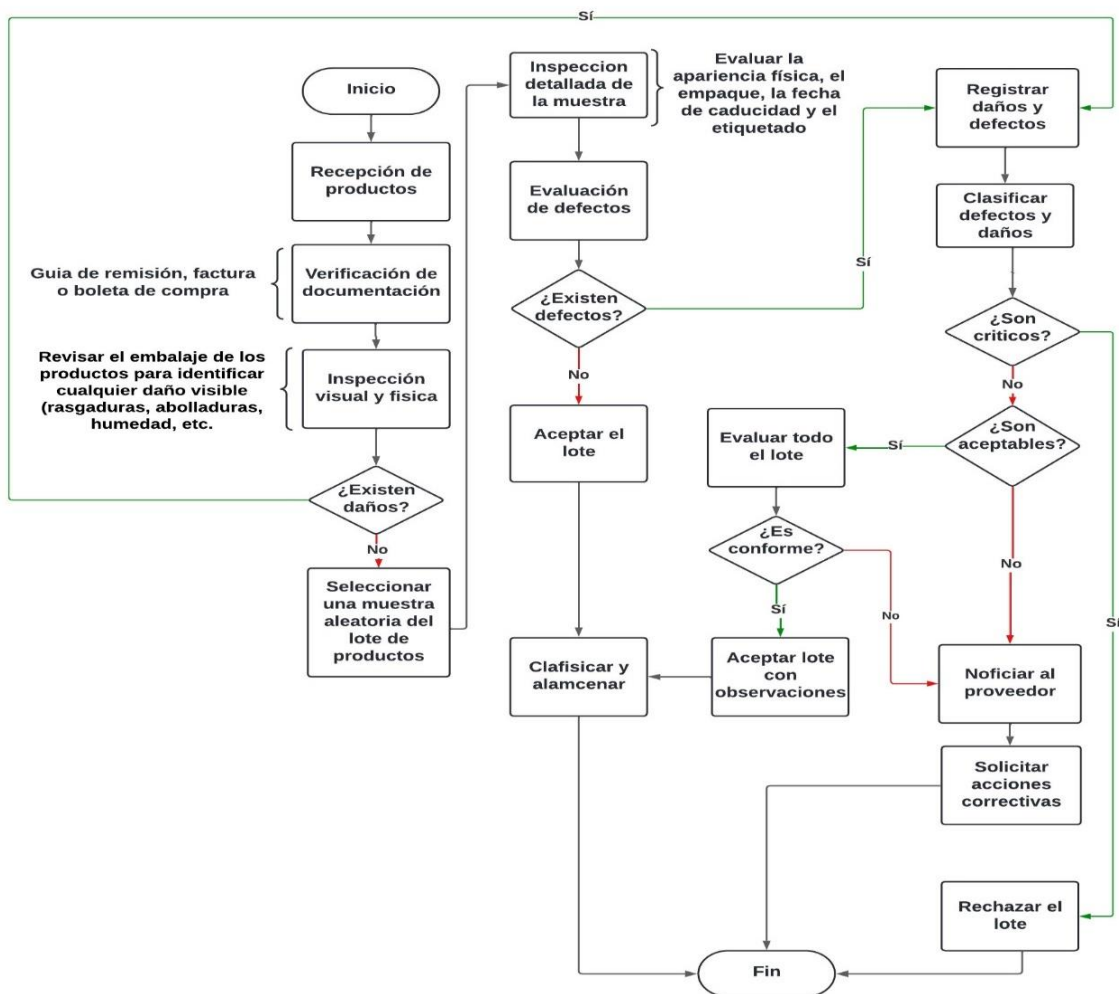 Sí
Inicio
Recepción de
productos
Guia de remisión, factura
o boleta de compra
Verificación de
documentación
Revisar el embalaje de los
productos para identificar
cualquier daño visible
(rasgaduras, abolladuras,
humedad, etc.
Inspección
visual y fisica
¿Existen
daños?
No
Seleccionar
una muestra
aleatoria del
lote de
productos
Inspeccion
detallada de
la muestra
Evaluar la
apariencia física, el
empaque, la fecha
de caducidad y el
etiquetado
Evaluación
de defectos
¿Existen
defectos?
Sí
No
Aceptar el
lote
Clafisicar y
alamcenar
Registrar
daños y
defectos
Clasificar
defectos y
daños
¿Son
criticos?
Sí
No
¿Son
aceptables?
Sí
No
Evaluar todo
el lote
¿Es
conforme?
Sí
No
Aceptar lote
con
observaciones
Noficiar al
proveedor
Solicitar
acciones
correctivas
Rechazar el
lote
Fin